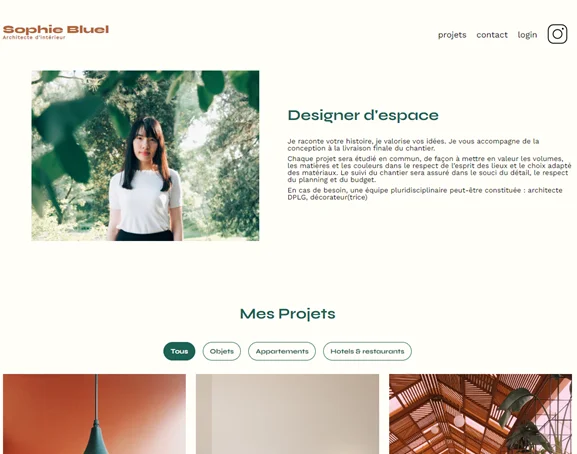 Sophie Bluel
Architecte d'intérieur
projets contact login
Designer d'espace
Je raconte votre histoire, je valorise vos idées. Je vous accompagne de la
conception à la livraison finale du chantier.
Chaque projet sera étudié en commun, de façon à mettre en valeur les volumes,
les matières et les couleurs dans le respect de l'esprit des lieux et le choix adapté
des matériaux. Le suivi du chantier sera assuré dans le souci du détail, le respect
du planning et du budget.
En cas de besoin, une équipe pluridisciplinaire peut-être constituée : architecte
DPLG, décorateur(trice)
Mes Projets
Tous Objets Appartements Hotels & restaurants